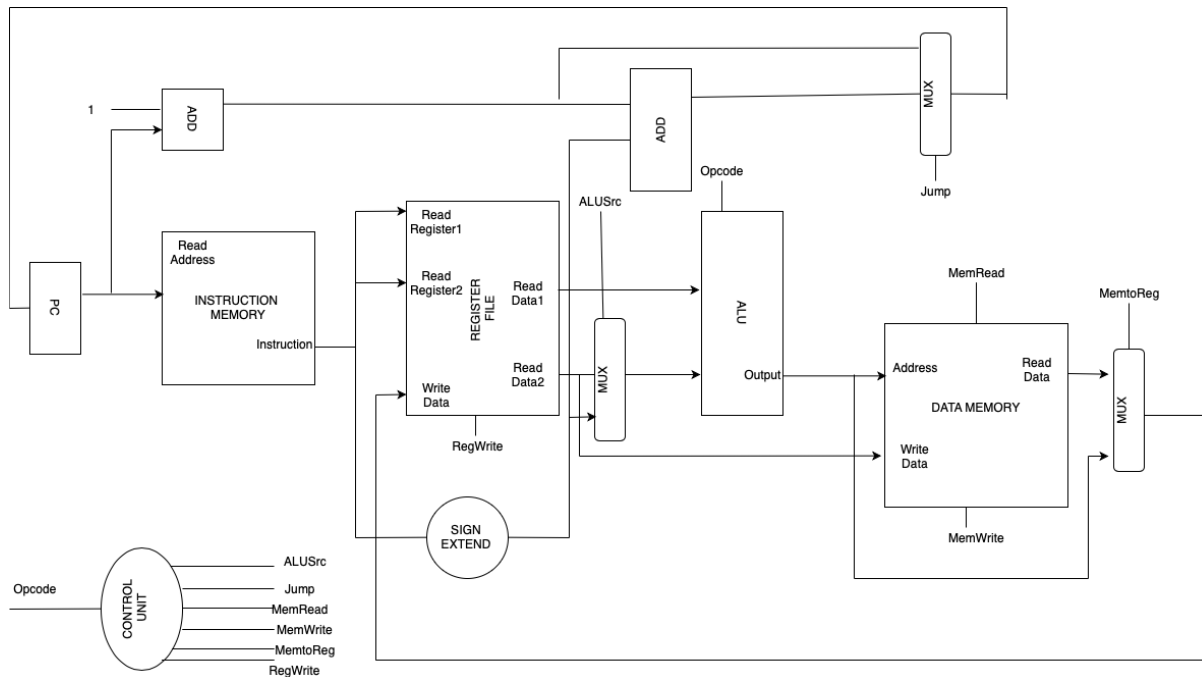 MUX
Jump
1
ADD
ADD
Opcode
ALUSrc
Read
Address
INSTRUCTION
MEMORY
Instruction
PC
Read
Register1
Read
Register2
REGISTER
FILE
Read
Data1
Read
Data2
Write
Data
RegWrite
MUX
ALU
Output
MemRead
Address
Read
Data
DATA MEMORY
Write
Data
MemWrite
MemtoReg
MUX
SIGN
EXTEND
Opcode
CONTROL
UNIT
ALUSrc
Jump
MemRead
MemWrite
MemtoReg
RegWrite